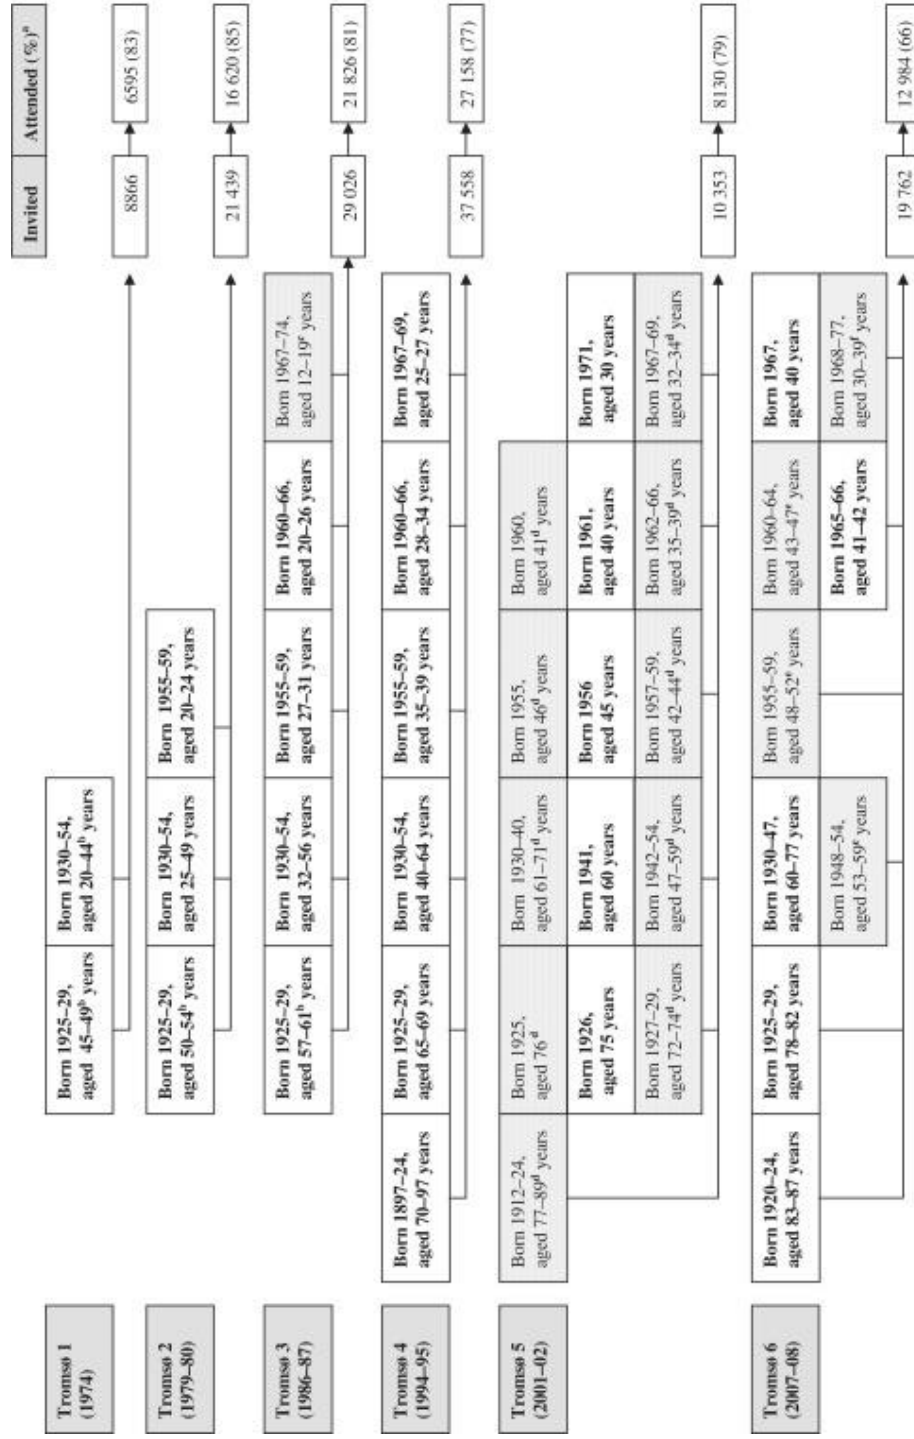 Invited
Attended (%)ᵃ
Tromsø 1
(1974)
Born 1925–29,
aged 45–49ᵇ years
Born 1930–54,
aged 20–44ᵇ years
8866
6595 (83)
Tromsø 2
(1979–80)
Born 1925–29,
aged 50–54ᵇ years
Born 1930–54,
aged 25–49 years
Born 1955–59,
aged 20–24 years
21 439
16 620 (85)
Tromsø 3
(1986–87)
Born 1925–29,
aged 57–61ᵇ years
Born 1930–54,
aged 32–56 years
Born 1955–59,
aged 27–31 years
Born 1960–66,
aged 20–26 years
Born 1967–74,
aged 12–19ᶜ years
29 026
21 826 (81)
Tromsø 4
(1994–95)
Born 1897–24,
aged 70–97 years
Born 1925–29,
aged 65–69 years
Born 1930–54,
aged 40–64 years
Born 1955–59,
aged 35–39 years
Born 1960–66,
aged 28–34 years
Born 1967–69,
aged 25–27 years
37 558
27 158 (77)
Tromsø 5
(2001–02)
Born 1912–24,
aged 77–89ᵈ years
Born 1925,
aged 76ᵈ
Born 1930–40,
aged 61–71ᵈ years
Born 1955,
aged 46ᵈ years
Born 1960,
aged 41ᵈ years
Born 1926,
aged 75 years
Born 1941,
aged 60 years
Born 1956
aged 45 years
Born 1961,
aged 40 years
Born 1971,
aged 30 years
Born 1927–29,
aged 72–74ᵈ years
Born 1942–54,
aged 47–59ᵈ years
Born 1957–59,
aged 42–44ᵈ years
Born 1962–66,
aged 35–39ᵈ years
Born 1967–69,
aged 32–34ᵈ years
10 353
8130 (79)
Tromsø 6
(2007–08)
Born 1920–24,
aged 83–87 years
Born 1925–29,
aged 78–82 years
Born 1930–47,
aged 60–77 years
Born 1955–59,
aged 48–52ᵉ years
Born 1960–64,
aged 43–47ᵉ years
Born 1967,
aged 40 years
Born 1948–54,
aged 53–59ᵉ years
Born 1965–66,
aged 41–42 years
Born 1968–77,
aged 30–39ᶠ years
19 762
12 984 (66)